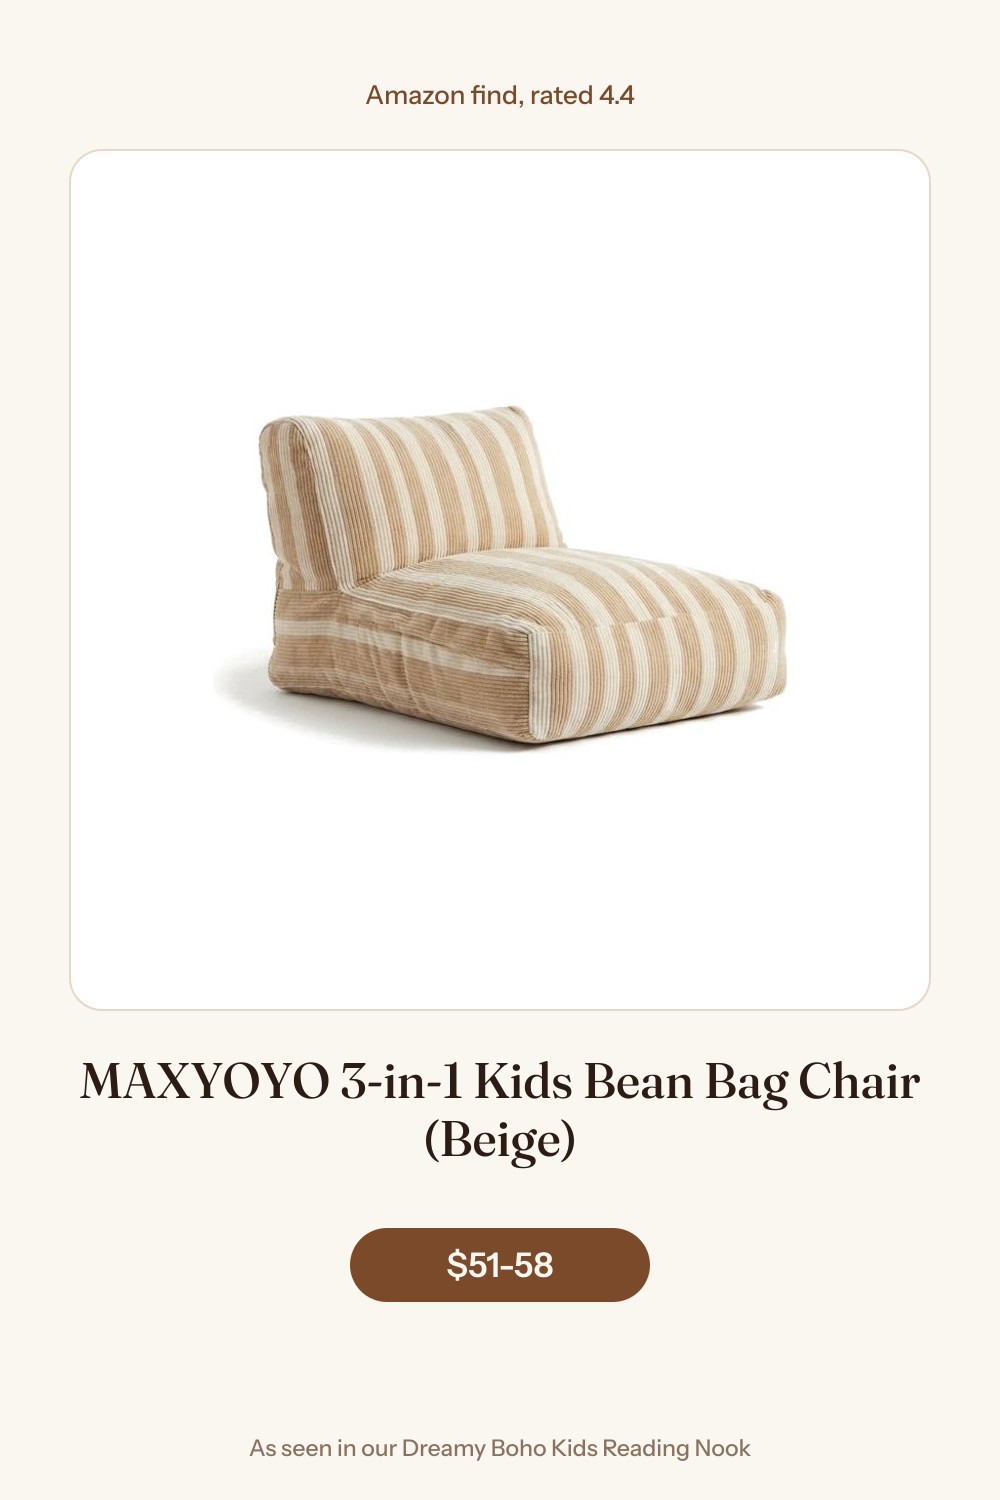 Amazon find, rated 4.4
MAXYOYO 3-in-1 Kids Bean Bag Chair
(Beige)
$51-58
As seen in our Dreamy Boho Kids Reading Nook